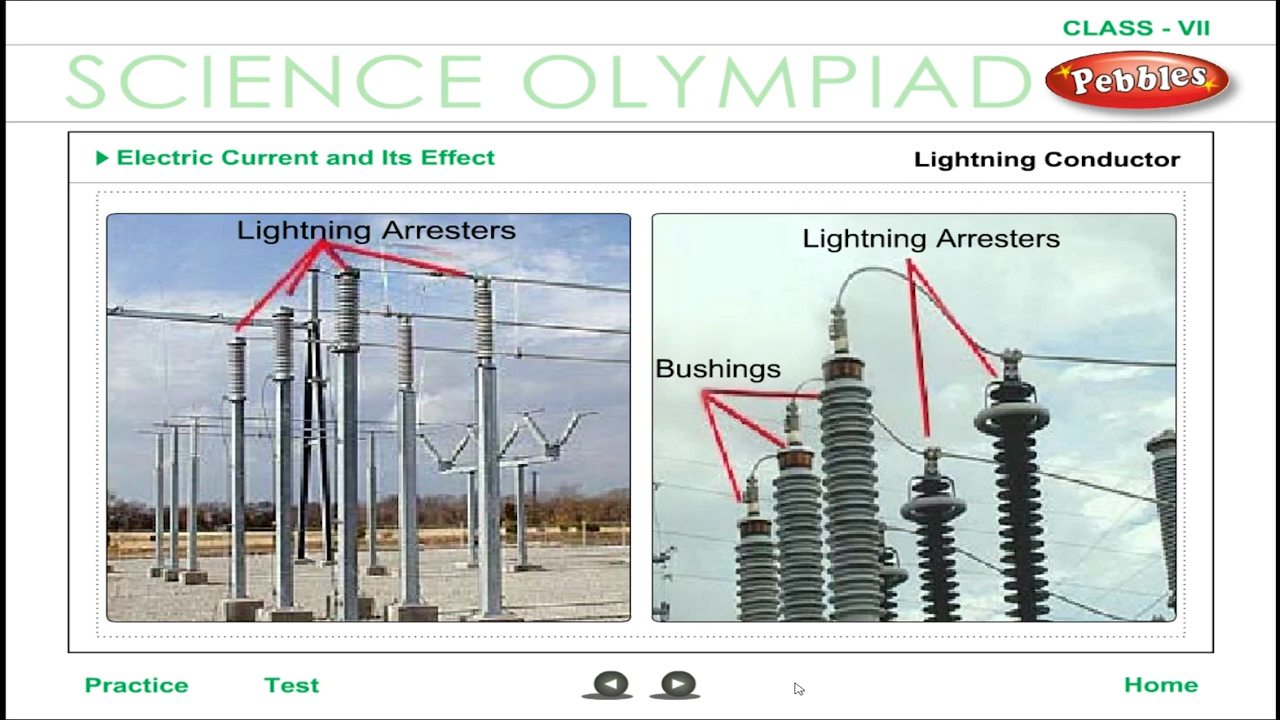 CLASS - VII
SCIENCE OLYMPIAD
Pebbles
Electric Current and Its Effect
Lightning Conductor
Lightning Arresters
Lightning Arresters
Bushings
Practice
Test
Home